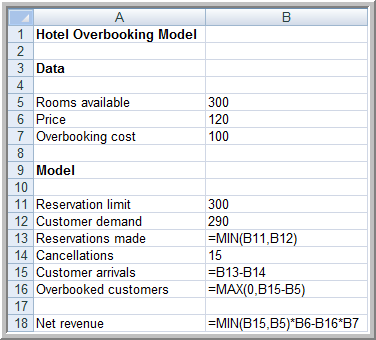 A B
1 Hotel Overbooking Model
2
3 Data
4
5 Rooms available 300
6 Price 120
7 Overbooking cost 100
8
9 Model
10
11 Reservation limit 300
12 Customer demand 290
13 Reservations made =MIN(B11,B12)
14 Cancellations 15
15 Customer arrivals =B13-B14
16 Overbooked customers =MAX(0,B15-B5)
17
18 Net revenue =MIN(B15,B5)*B6-B16*B7